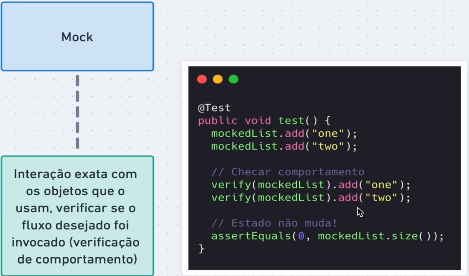 Mock
Interação exata com
os objetos que o
usam, verificar se o
fluxo desejado foi
invocado (verificação
de comportamento)
@Test
public void test() {
  mockedList.add("one");
  mockedList.add("two");

  // Checar comportamento
  verify(mockedList).add("one");
  verify(mockedList).add("two");

  // Estado não muda!
  assertEquals(0, mockedList.size());
}